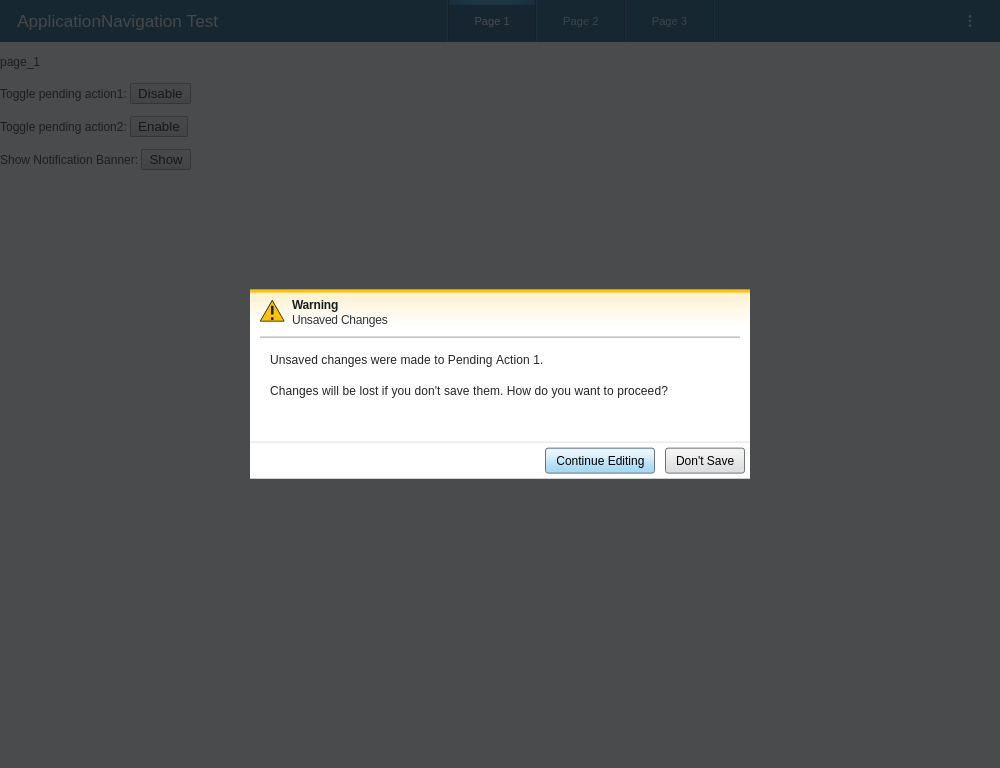 ApplicationNavigation Test
Page 1
Page 2
Page 3
page_1
Toggle pending action1: Disable
Toggle pending action2: Enable
Show Notification Banner: Show
Warning
Unsaved Changes
Unsaved changes were made to Pending Action 1.
Changes will be lost if you don't save them. How do you want to proceed?
Continue Editing
Don't Save